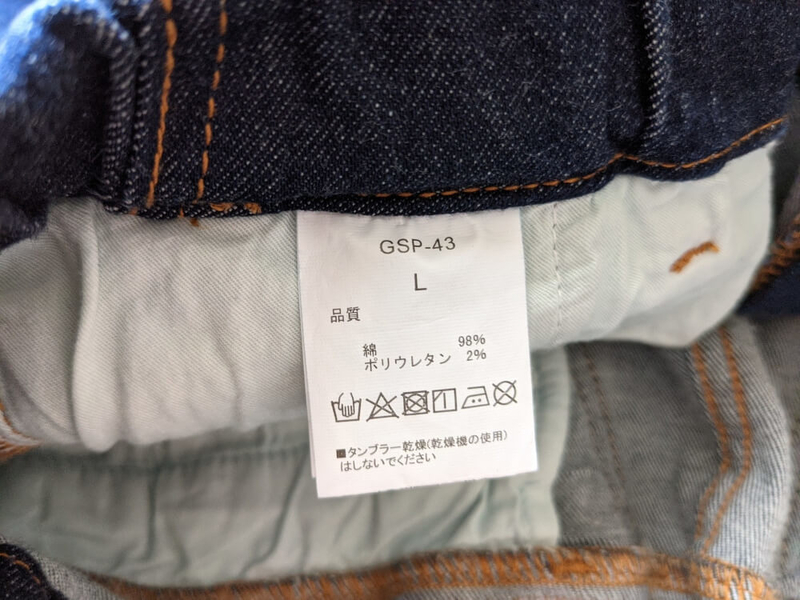 GSP-43
L
品質
綿 98%
ポリウレタン 2%
■タンブラー乾燥(乾燥機の使用)
はしないでください